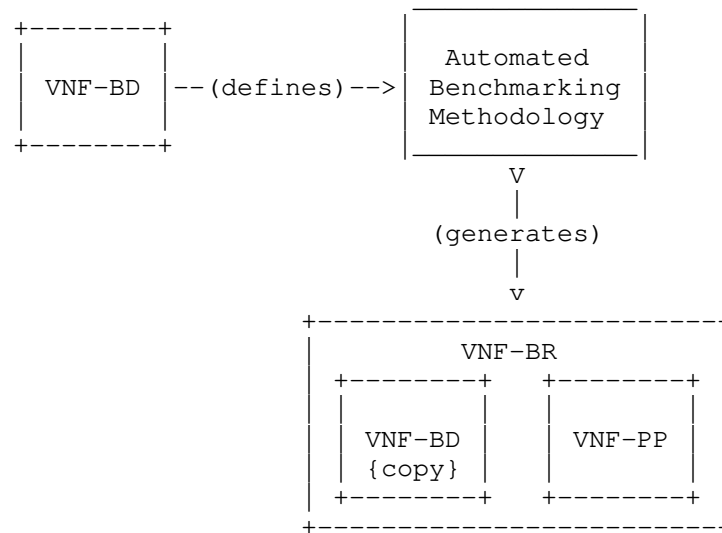 Automated
VNF-BD --(defines)--> Benchmarking
Methodology
V
(generates)
v
VNF-BR
VNF-BD VNF-PP
{copy}